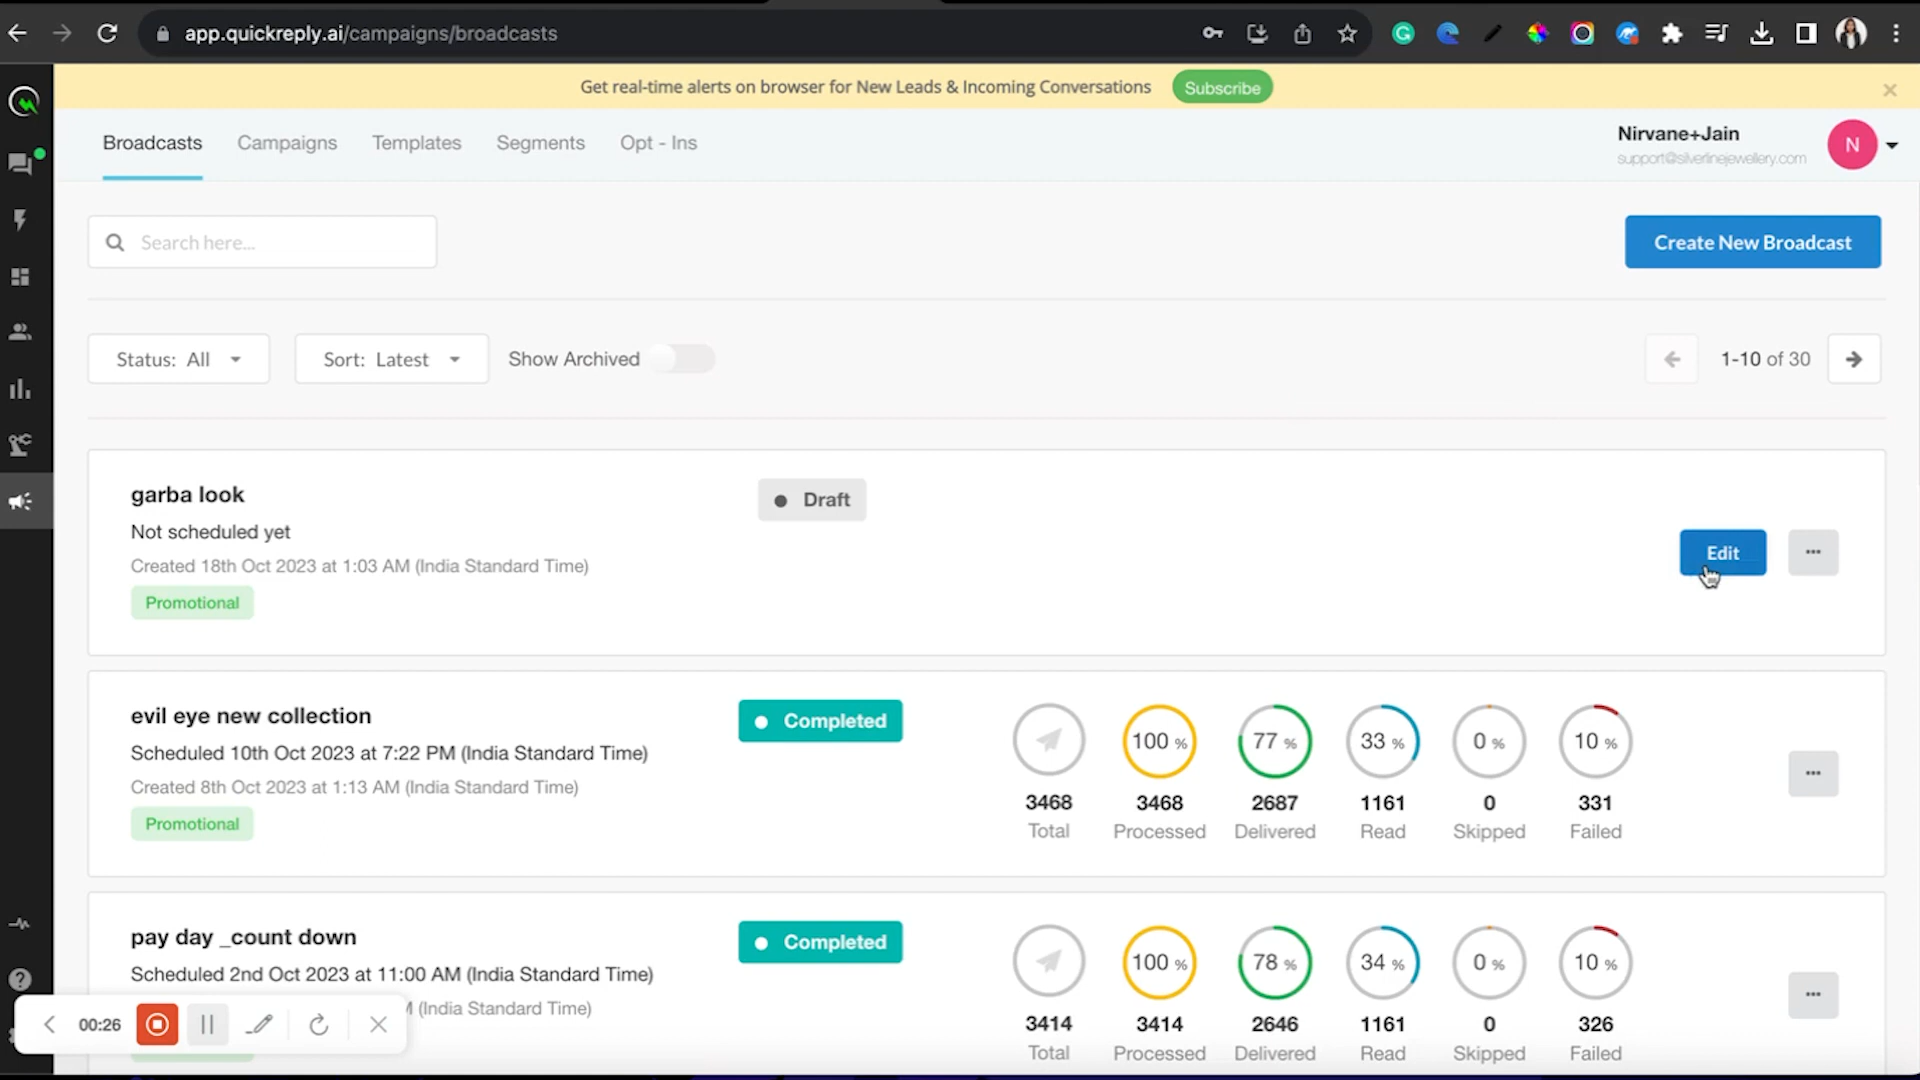 app.quickreply.ai/campaigns/broadcasts
Get real-time alerts on browser for New Leads & Incoming Conversations
Subscribe
Broadcasts
Campaigns
Templates
Segments
Opt - Ins
Nirvane+Jain
support@silverlinejewellery.com
N
Search here...
Create New Broadcast
Status: All
Sort: Latest
Show Archived
1-10 of 30
garba look
Draft
Not scheduled yet
Created 18th Oct 2023 at 1:03 AM (India Standard Time)
Promotional
Edit
evil eye new collection
Completed
Scheduled 10th Oct 2023 at 7:22 PM (India Standard Time)
Created 8th Oct 2023 at 1:13 AM (India Standard Time)
Promotional
100 %
77 %
33 %
0 %
10 %
3468
3468
2687
1161
0
331
Total
Processed
Delivered
Read
Skipped
Failed
pay day _count down
Completed
Scheduled 2nd Oct 2023 at 11:00 AM (India Standard Time)
(India Standard Time)
100 %
78 %
34 %
0 %
10 %
3414
3414
2646
1161
0
326
Total
Processed
Delivered
Read
Skipped
Failed
00:26